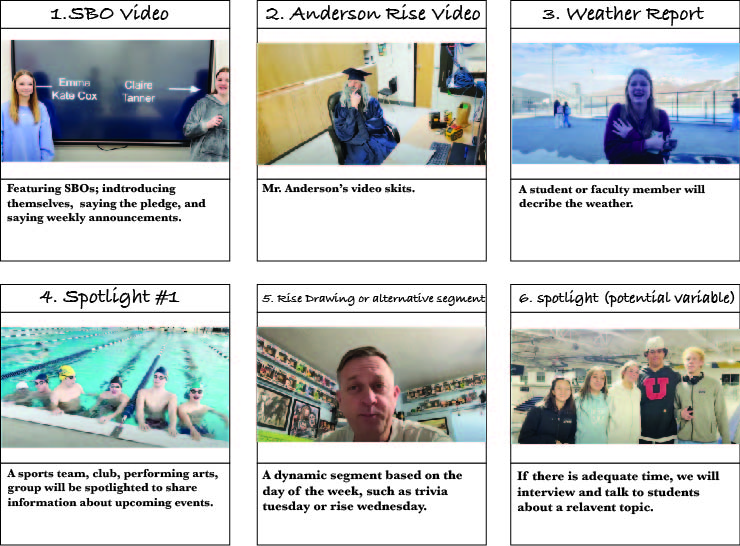 1.SBO Video
2. Anderson Rise Video
3. Weather Report
Emme
Kate Cox
Claire
Tanner
Featuring SBOs; indtroducing
themselves, saying the pledge, and
saying weekly announcements.
Mr. Anderson's video skits.
A student or faculty member will
decribe the weather.
4. Spotlight #1
5. Rise Drawing or alternative segment
6. spotlight (potential variable)
U
A sports team, club, performing arts,
group will be spotlighted to share
information about upcoming events.
A dynamic segment based on the
day of the week, such as trivia
tuesday or rise wednesday.
If there is adequate time, we will
interview and talk to students
about a relavent topic.